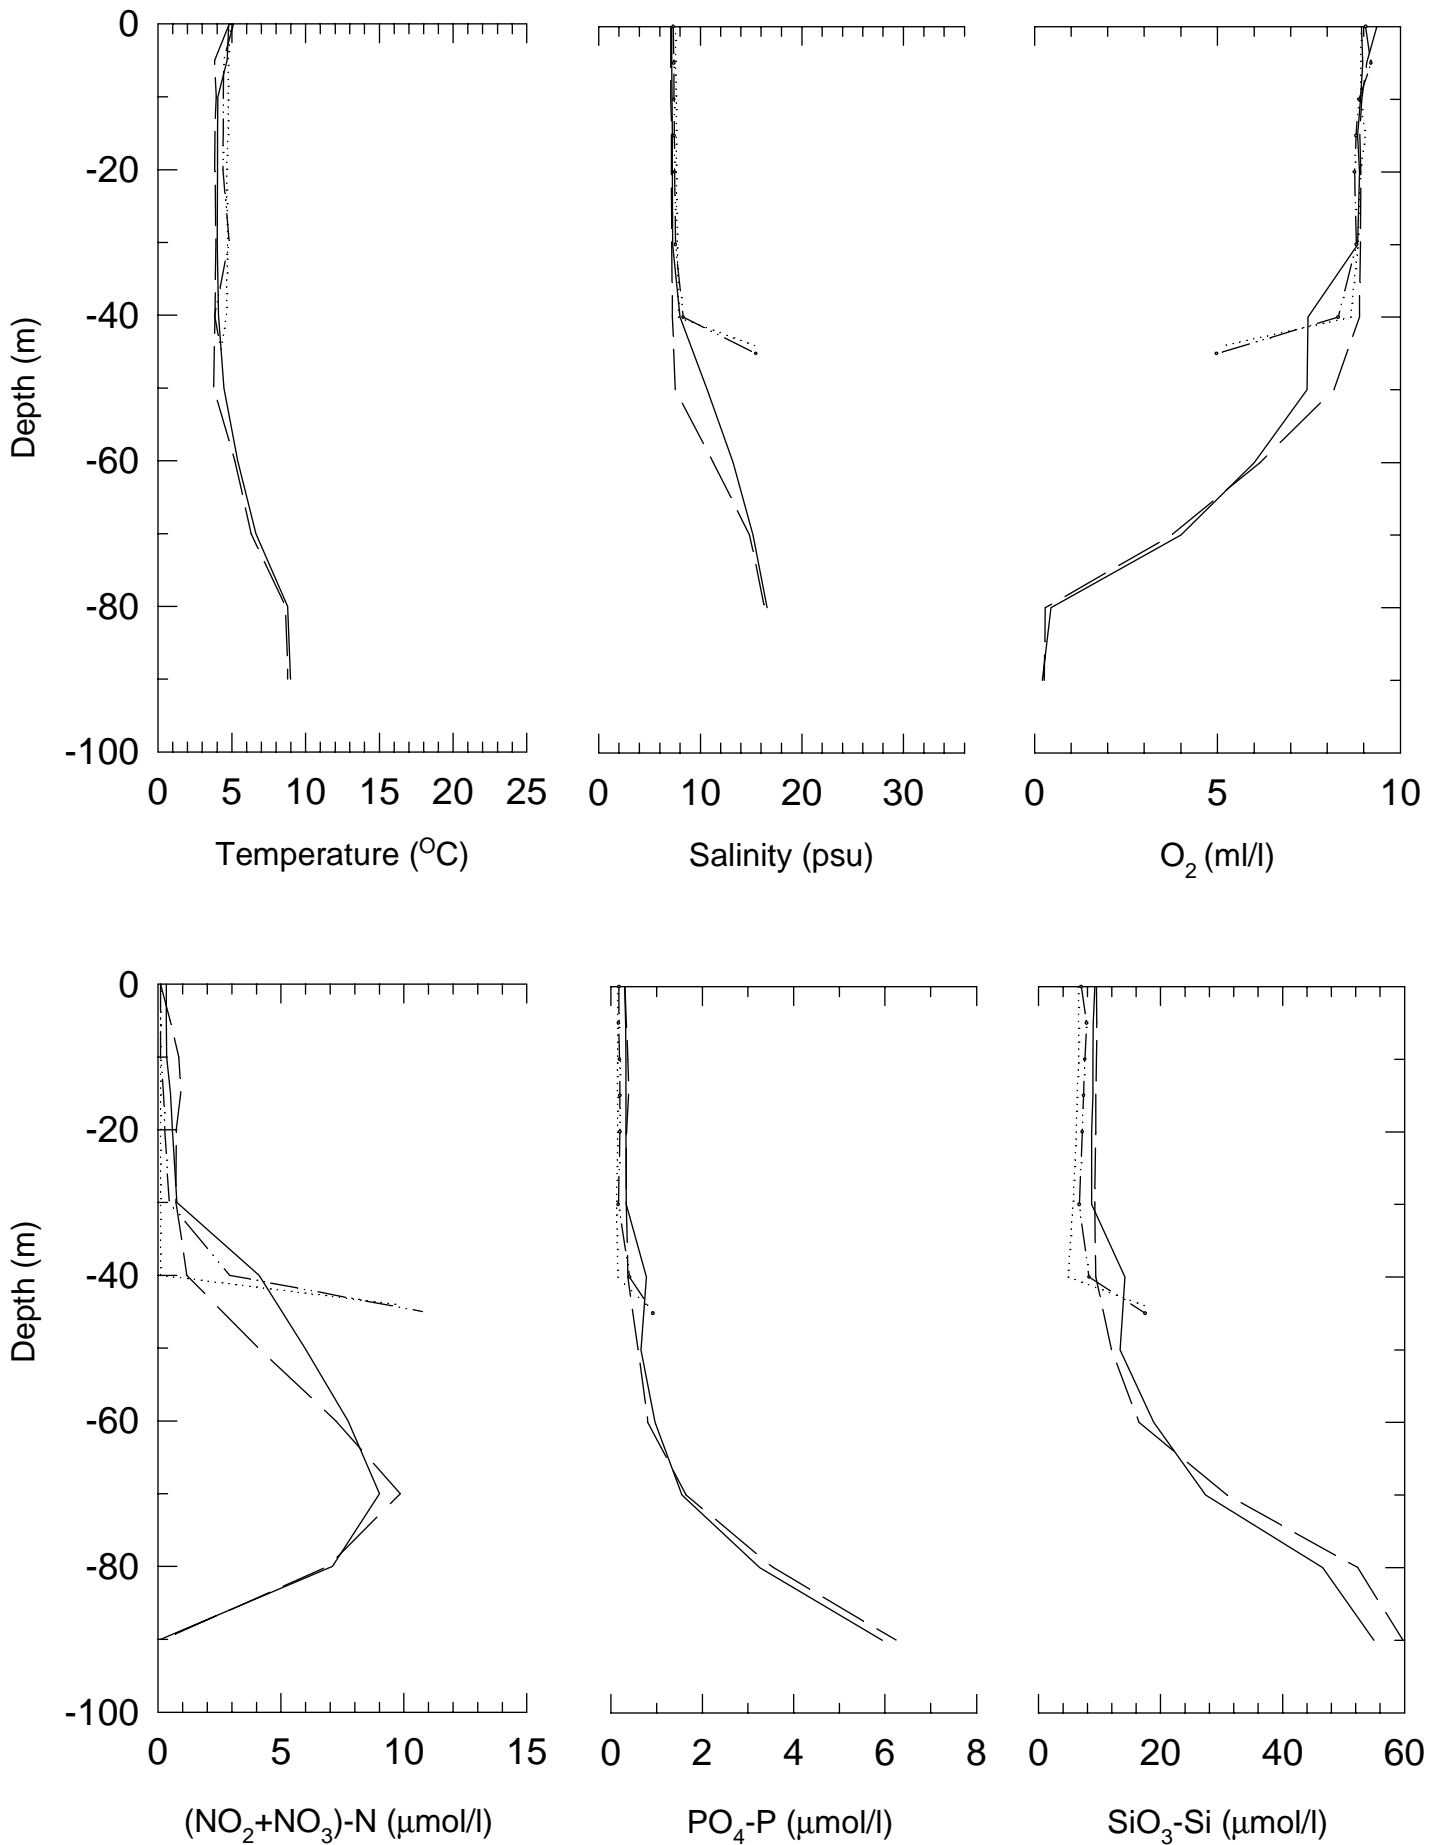 0
-20
-40
-60
-80
-100
Depth (m)
0 5 10 15 20 25
0 10 20 30
0 5 10
Temperature (ᴼC)
Salinity (psu)
O₂ (ml/l)
0
-20
-40
-60
-80
-100
Depth (m)
0 5 10 15
0 2 4 6 8
0 20 40 60
(NO₂+NO₃)-N (μmol/l)
PO₄-P (μmol/l)
SiO₃-Si (μmol/l)